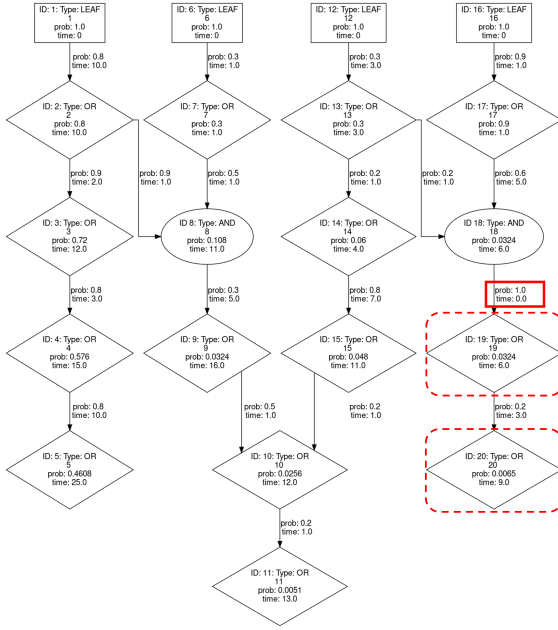 ID: 1: Type: LEAF
1
prob: 1.0
time: 0
ID: 6: Type: LEAF
6
prob: 1.0
time: 0
ID: 12: Type: LEAF
12
prob: 1.0
time: 0
ID: 16: Type: LEAF
16
prob: 1.0
time: 0
prob: 0.8
time: 10.0
prob: 0.3
time: 1.0
prob: 0.3
time: 3.0
prob: 0.9
time: 1.0
ID: 2: Type: OR
2
prob: 0.8
time: 10.0
ID: 7: Type: OR
7
prob: 0.3
time: 1.0
ID: 13: Type: OR
13
prob: 0.3
time: 3.0
ID: 17: Type: OR
17
prob: 0.9
time: 1.0
prob: 0.9
time: 2.0
prob: 0.9
time: 1.0
prob: 0.5
time: 1.0
prob: 0.2
time: 1.0
prob: 0.2
time: 1.0
prob: 0.6
time: 5.0
ID: 3: Type: OR
3
prob: 0.72
time: 12.0
ID 8: Type: AND
8
prob: 0.108
time: 11.0
ID: 14: Type: OR
14
prob: 0.06
time: 4.0
ID 18: Type: AND
18
prob: 0.0324
time: 6.0
prob: 0.8
time: 3.0
prob: 0.3
time: 5.0
prob: 0.8
time: 7.0
prob: 1.0
time: 0.0
ID: 4: Type: OR
4
prob: 0.576
time: 15.0
ID: 9: Type: OR
9
prob: 0.0324
time: 16.0
ID: 15: Type: OR
15
prob: 0.048
time: 11.0
ID: 19: Type: OR
19
prob: 0.0324
time: 6.0
prob: 0.8
time: 10.0
prob: 0.5
time: 1.0
prob: 0.2
time: 1.0
prob: 0.2
time: 3.0
ID: 5: Type: OR
5
prob: 0.4608
time: 25.0
ID: 10: Type: OR
10
prob: 0.0256
time: 12.0
ID: 20: Type: OR
20
prob: 0.0065
time: 9.0
prob: 0.2
time: 1.0
ID: 11: Type: OR
11
prob: 0.0051
time: 13.0